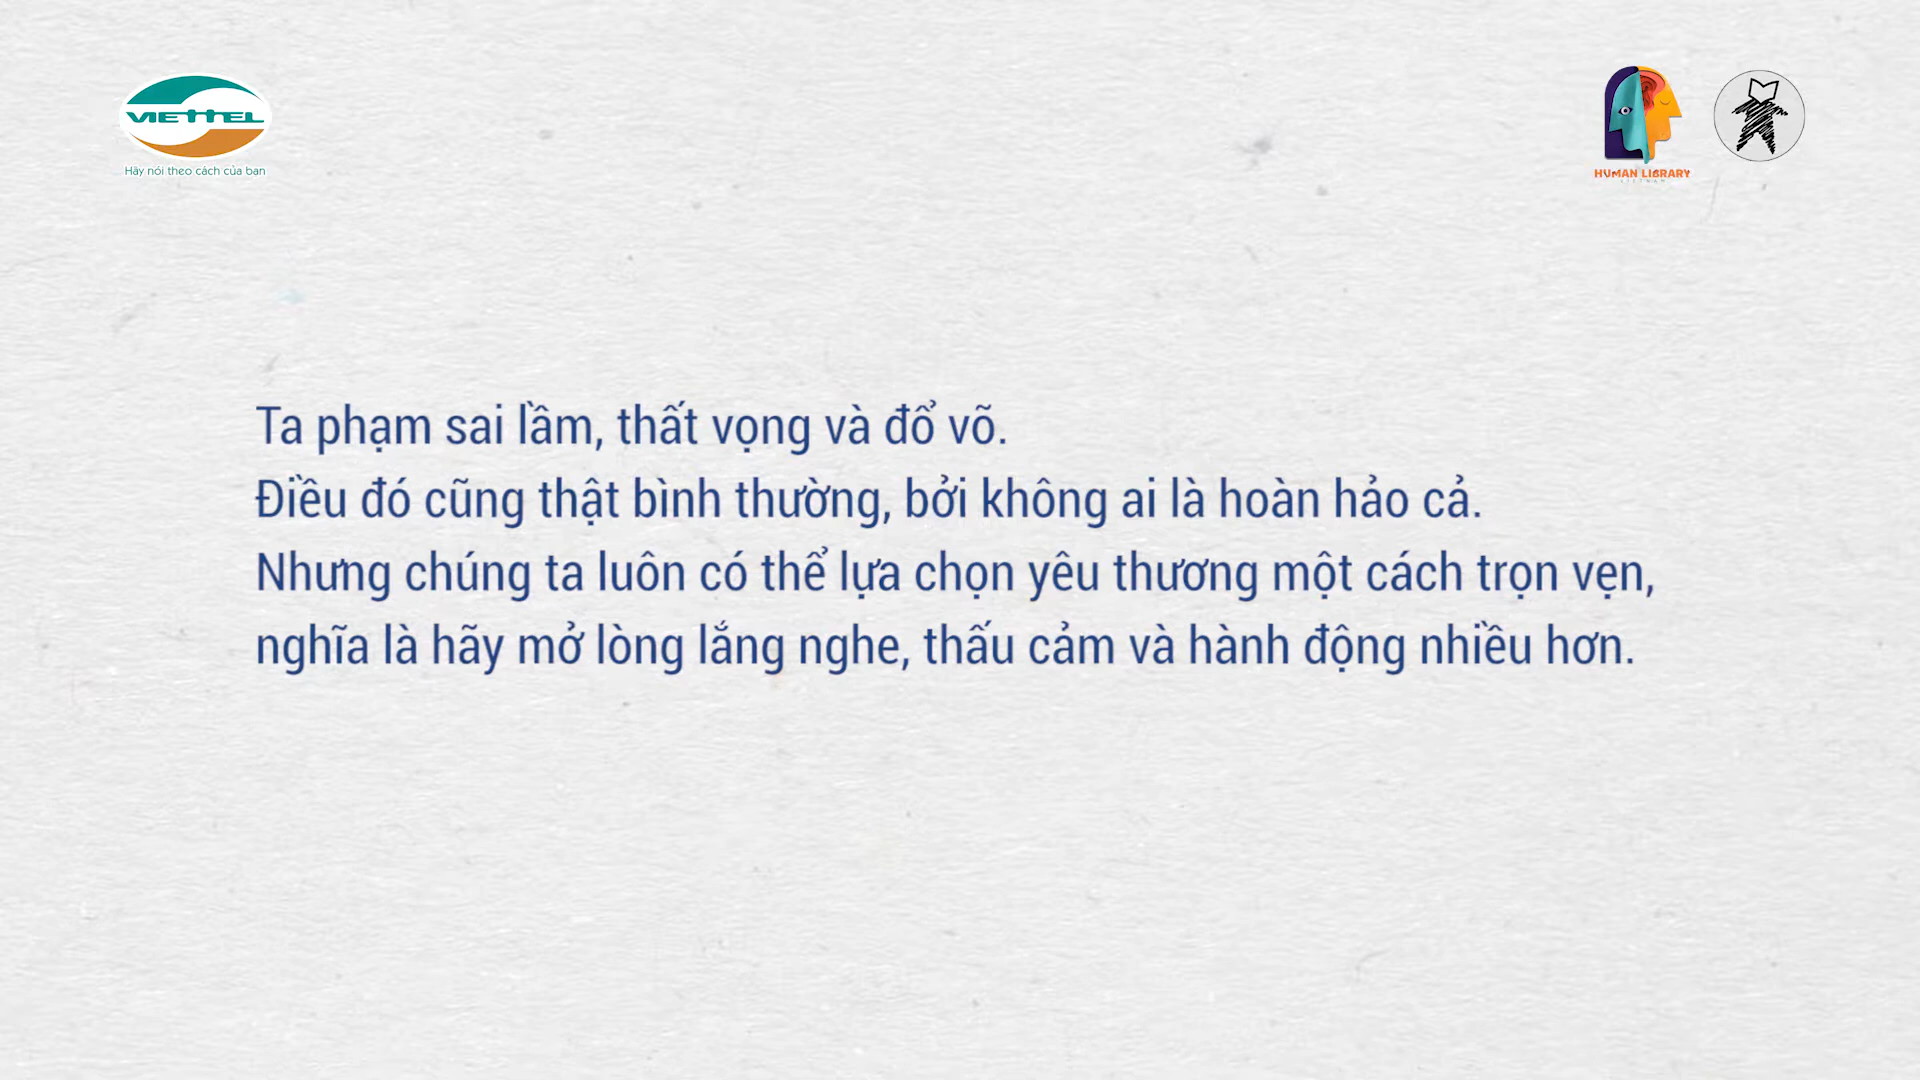 VIETTEL
Hãy nói theo cách của bạn
HUMAN LIBRARY
VIETNAM
Ta phạm sai lầm, thất vọng và đổ võ.
Điều đó cũng thật bình thường, bởi không ai là hoàn hảo cả.
Nhưng chúng ta luôn có thể lựa chọn yêu thương một cách trọn vẹn,
nghĩa là hãy mở lòng lắng nghe, thấu cảm và hành động nhiều hơn.